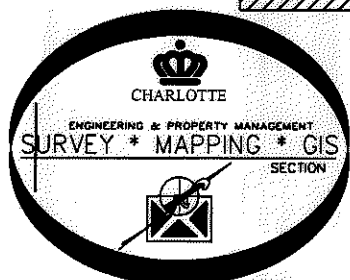 CHARLOTTE
ENGINEERING & PROPERTY MANAGEMENT
SURVEY * MAPPING * GIS
SECTION